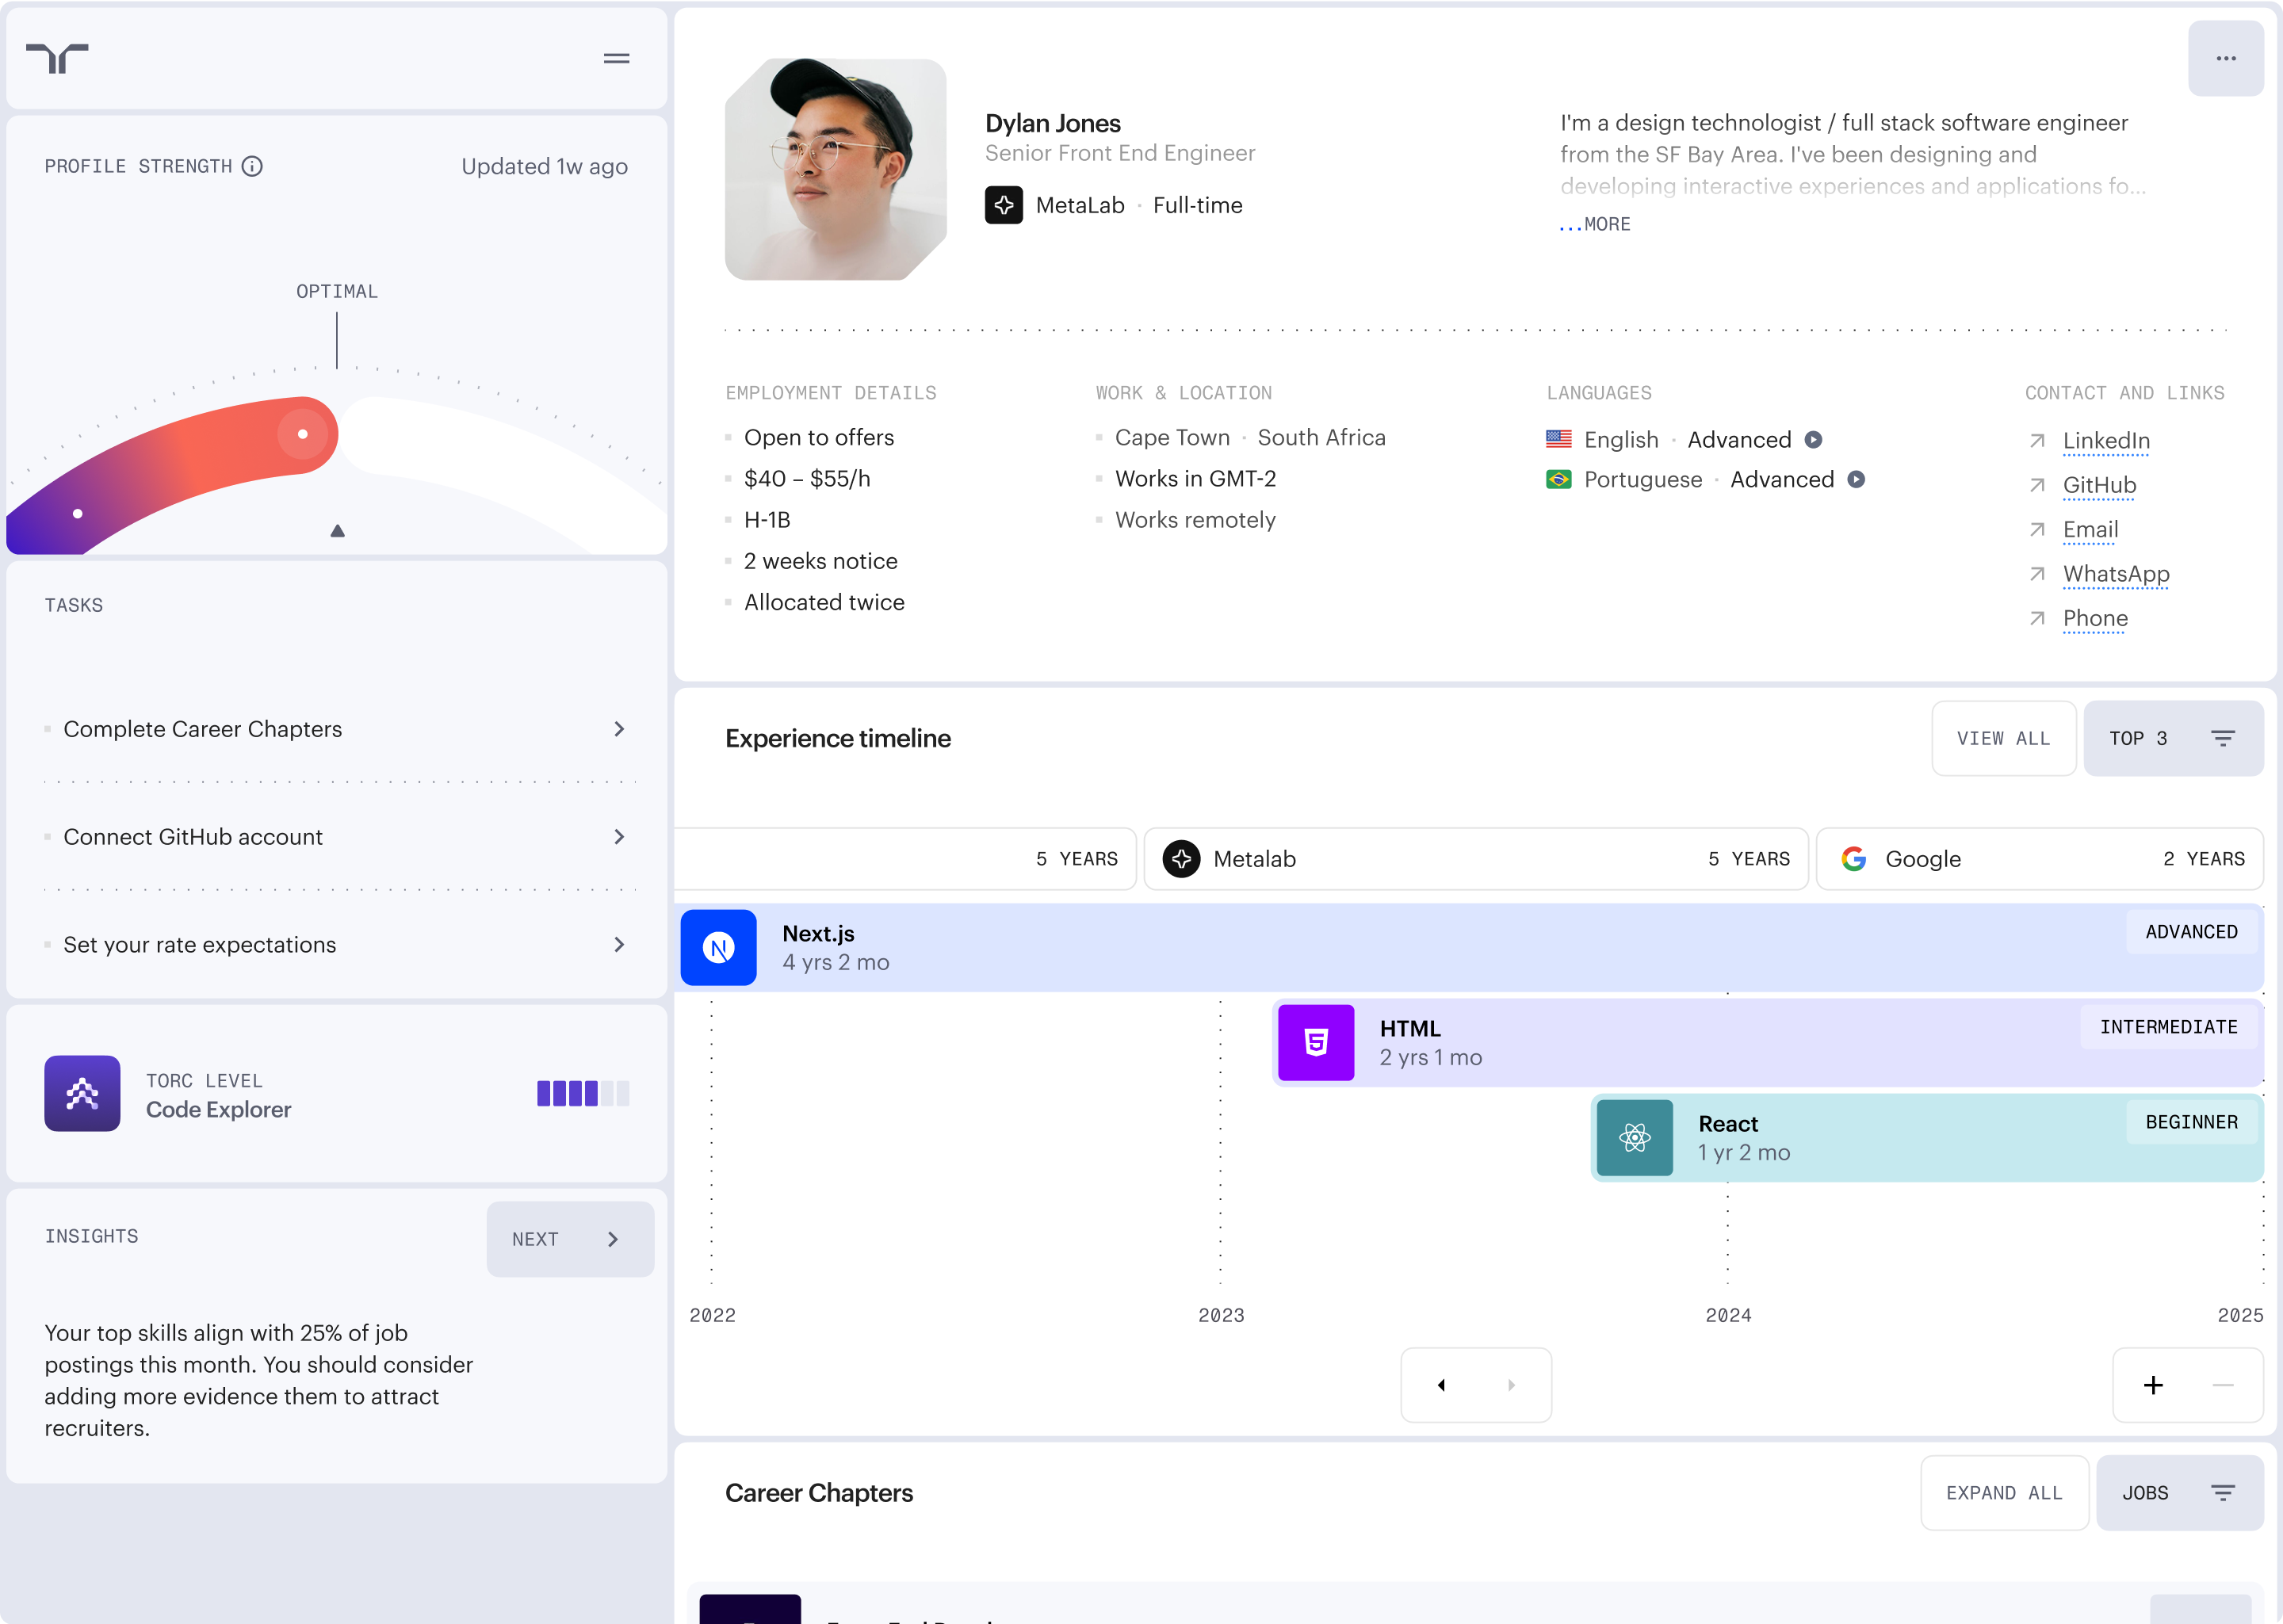 PROFILE STRENGTH
Updated 1w ago
OPTIMAL
TASKS
Complete Career Chapters
Connect GitHub account
Set your rate expectations
TORC LEVEL
Code Explorer
INSIGHTS
NEXT
Your top skills align with 25% of job
postings this month. You should consider
adding more evidence them to attract
recruiters.
Dylan Jones
Senior Front End Engineer
MetaLab · Full-time
I'm a design technologist / full stack software engineer
from the SF Bay Area. I've been designing and
developing interactive experiences and applications fo...
...MORE
EMPLOYMENT DETAILS
Open to offers
$40 – $55/h
H-1B
2 weeks notice
Allocated twice
WORK & LOCATION
Cape Town · South Africa
Works in GMT-2
Works remotely
LANGUAGES
English · Advanced
Portuguese · Advanced
CONTACT AND LINKS
LinkedIn
GitHub
Email
WhatsApp
Phone
Experience timeline
VIEW ALL
TOP 3
5 YEARS
Metalab
5 YEARS
Google
2 YEARS
Next.js
4 yrs 2 mo
ADVANCED
HTML
2 yrs 1 mo
INTERMEDIATE
React
1 yr 2 mo
BEGINNER
2022
2023
2024
2025
Career Chapters
EXPAND ALL
JOBS